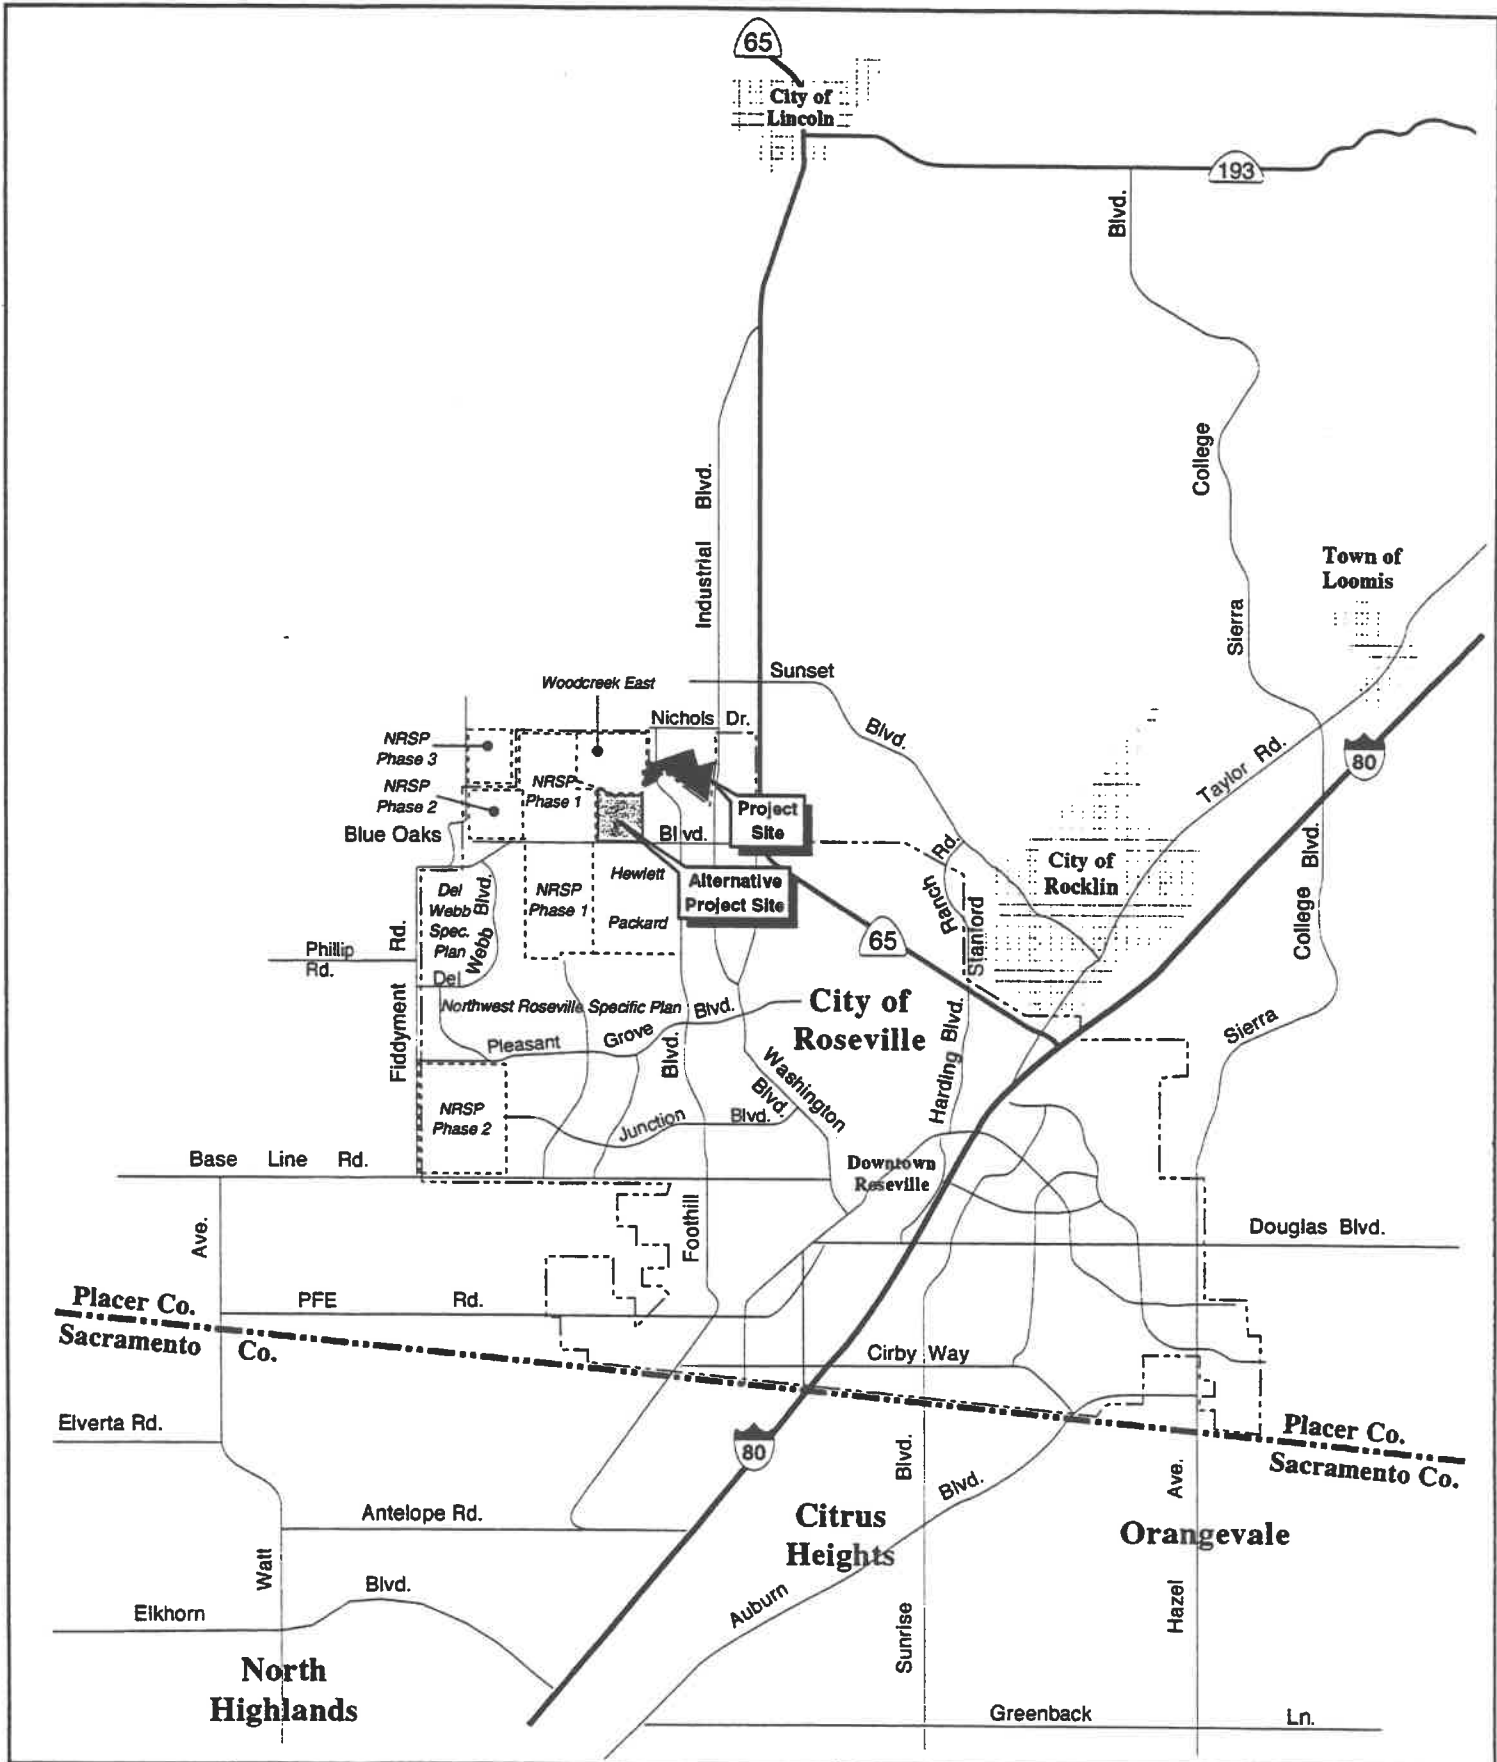 65
City of
Lincoln
193
Blvd.
College
Industrial Blvd.
Town of
Loomis
Sierra
Sunset
Blvd.
Woodcreek East
Nichols Dr.
NRSP
Phase 3
NRSP
Phase 2
NRSP
Phase 1
Blue Oaks
Blvd.
Project
Site
Taylor Rd.
80
City of
Rocklin
College Blvd.
Alternative
Project Site
Hewlett
Packard
NRSP
Phase 1
Del
Webb
Spec.
Plan
Del Webb Blvd.
Stanford Ranch Rd.
65
Phillip
Rd.
Fiddyment Rd.
Northwest Roseville Specific Plan
City of
Roseville
Pleasant Grove Blvd.
Blvd.
Sierra
Harding Blvd.
Washington
Blvd.
NRSP
Phase 2
Junction Blvd.
Base Line Rd.
Downtown
Roseville
Foothill
Ave.
Douglas Blvd.
PFE Rd.
Placer Co.
Sacramento Co.
Cirby Way
Elverta Rd.
80
Placer Co.
Sacramento Co.
Blvd.
Blvd.
Ave.
Antelope Rd.
Citrus
Heights
Orangevale
Watt
Blvd.
Elkhorn
Auburn
Sunrise
Hazel
North
Highlands
Greenback Ln.